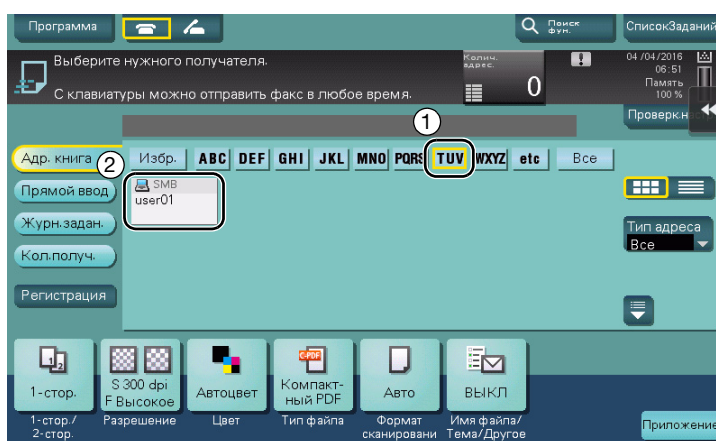 Программа
Поиск
фун.
СписокЗаданий
Выберите нужного получателя.
С клавиатуры можно отправить факс в любое время.
Колич.
адрес.
0
04/04/2016
06:51
Память
100 %
1
Адр. книга
2
Избр.
ABC
DEF
GHI
JKL
MNO
PQRS
TUV
WXYZ
etc
Все
SMB
user01
Прямой ввод
Журн.задан.
Кол.получ.
Регистрация
Тип адреса
Все
1-стор.
S 300 dpi
F Высокое
Автоцвет
Компакт-
ный PDF
Авто
ВЫКЛ
1-стор./
2-стор.
Разрешение
Цвет
Тип файла
Формат
сканировани
Имя файла/
Тема/Другое
Приложение